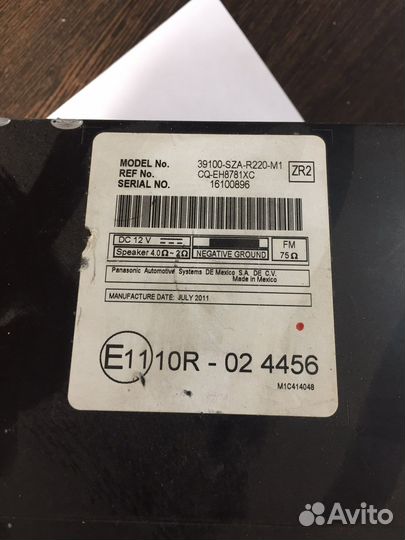 MODEL No. 39100-SZA-R220-M1
REF No. CQ-EH8781XC
SERIAL NO. 16100896
ZR2
DC 12 V
Speaker 4.0Ω~2Ω
NEGATIVE GROUND
FM
75Ω
Panasonic Automotive Systems DE Mexico S.A. DE C.V.
Made in Mexico
MANUFACTURE DATE: JULY 2011
E11 10R - 02 4456
M1C414048
Avito